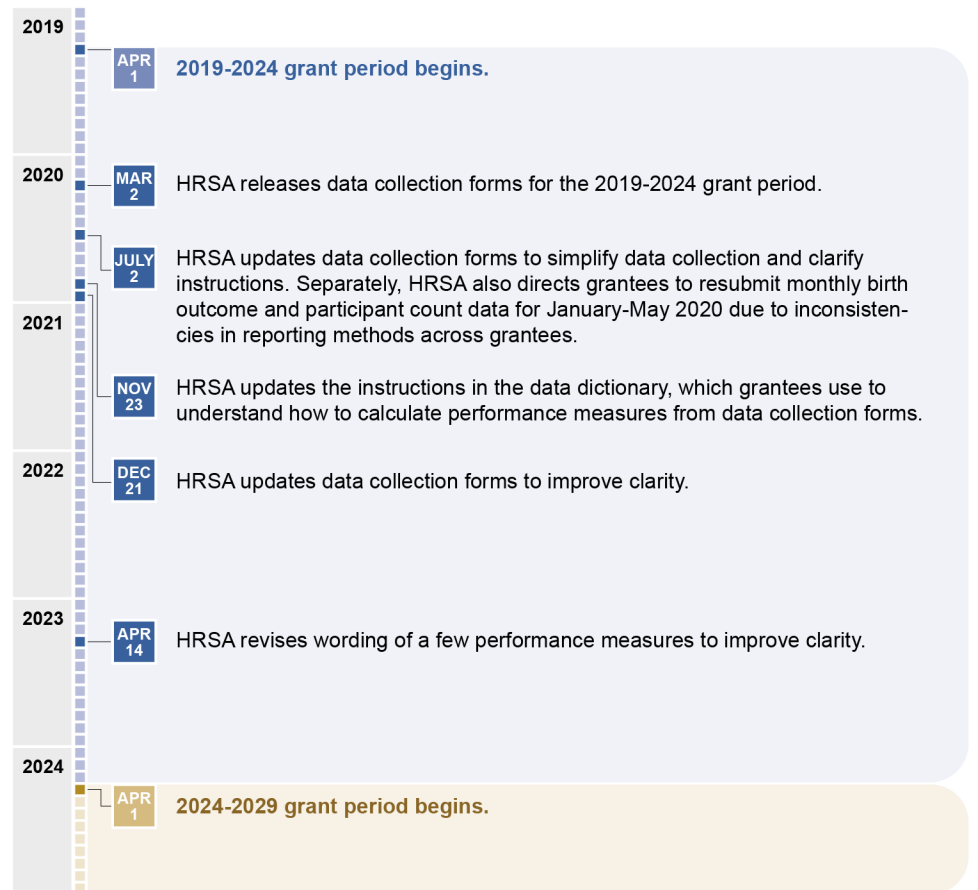 2019
APR
1
2019-2024 grant period begins.
2020
MAR
2
HRSA releases data collection forms for the 2019-2024 grant period.
JULY
2
HRSA updates data collection forms to simplify data collection and clarify
instructions. Separately, HRSA also directs grantees to resubmit monthly birth
outcome and participant count data for January-May 2020 due to inconsisten-
cies in reporting methods across grantees.
2021
NOV
23
HRSA updates the instructions in the data dictionary, which grantees use to
understand how to calculate performance measures from data collection forms.
2022
DEC
21
HRSA updates data collection forms to improve clarity.
2023
APR
14
HRSA revises wording of a few performance measures to improve clarity.
2024
APR
1
2024-2029 grant period begins.